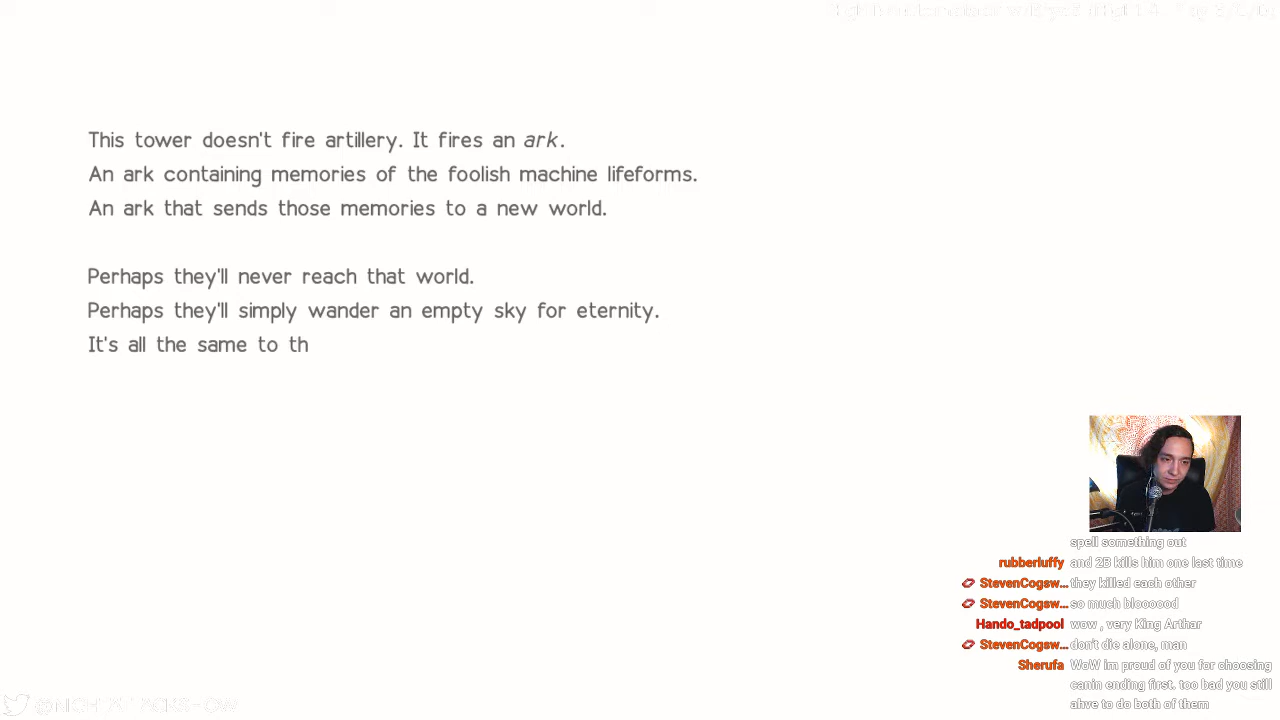 This tower doesn't fire artillery. It fires an ark.
An ark containing memories of the foolish machine lifeforms.
An ark that sends those memories to a new world.
Perhaps they'll never reach that world.
Perhaps they'll simply wander an empty sky for eternity.
It's all the same to th
spell something out
rubberluffy and 2B kills him one last time
StevenCogsw... they killed each other
StevenCogsw... so much bloooood
Hando_tadpool wow , very King Arthar
StevenCogsw... don't die alone, man
Sherufa WoW im proud of you for choosing
canin ending first. too bad you still
ahve to do both of them